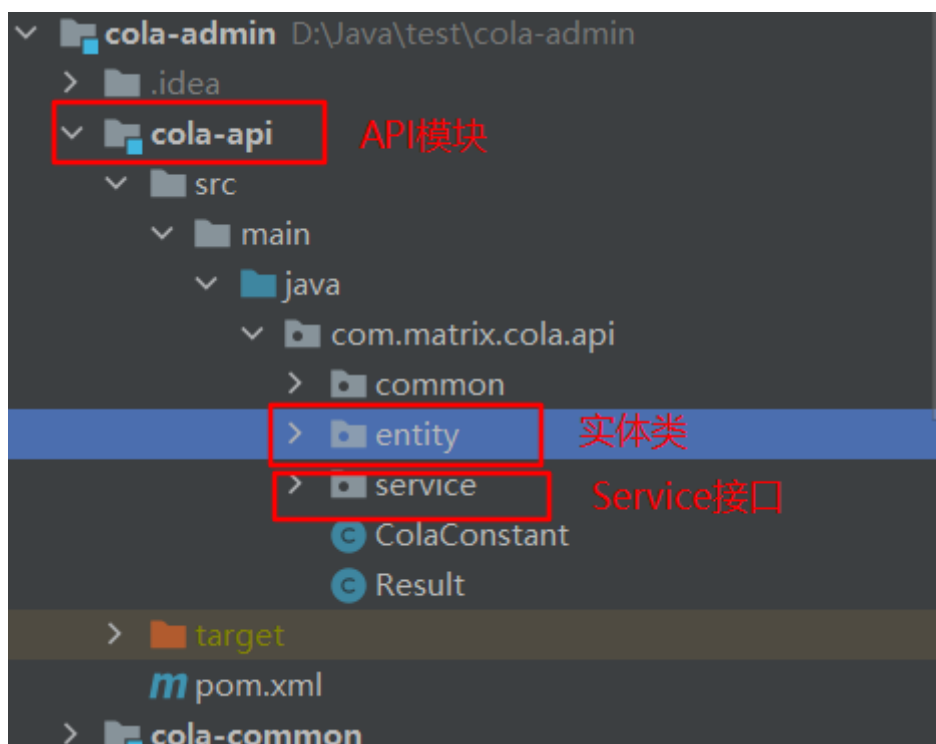 cola-admin D:\Java\test\cola-admin
.idea
cola-api API模块
src
main
java
com.matrix.cola.api
common
entity 实体类
service Service接口
ColaConstant
Result
target
pom.xml
cola-common